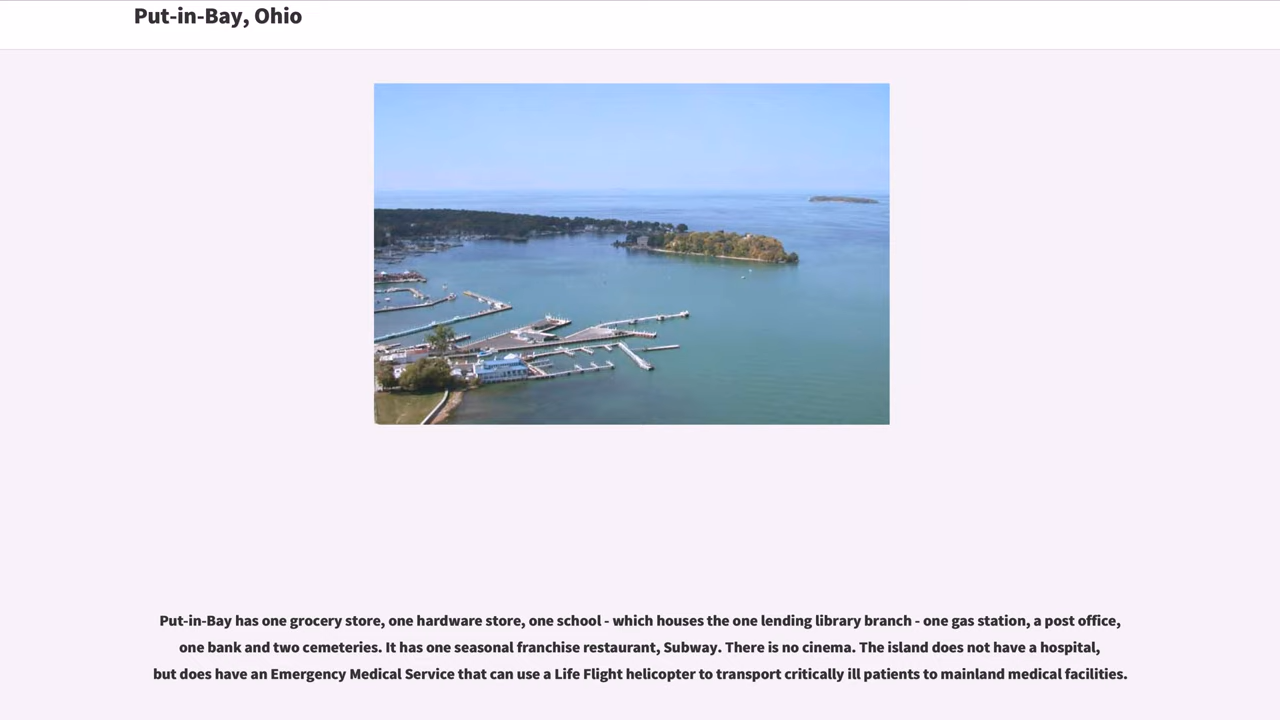 Put-in-Bay, Ohio
Put-in-Bay has one grocery store, one hardware store, one school - which houses the one lending library branch - one gas station, a post office,
one bank and two cemeteries. It has one seasonal franchise restaurant, Subway. There is no cinema. The island does not have a hospital,
but does have an Emergency Medical Service that can use a Life Flight helicopter to transport critically ill patients to mainland medical facilities.